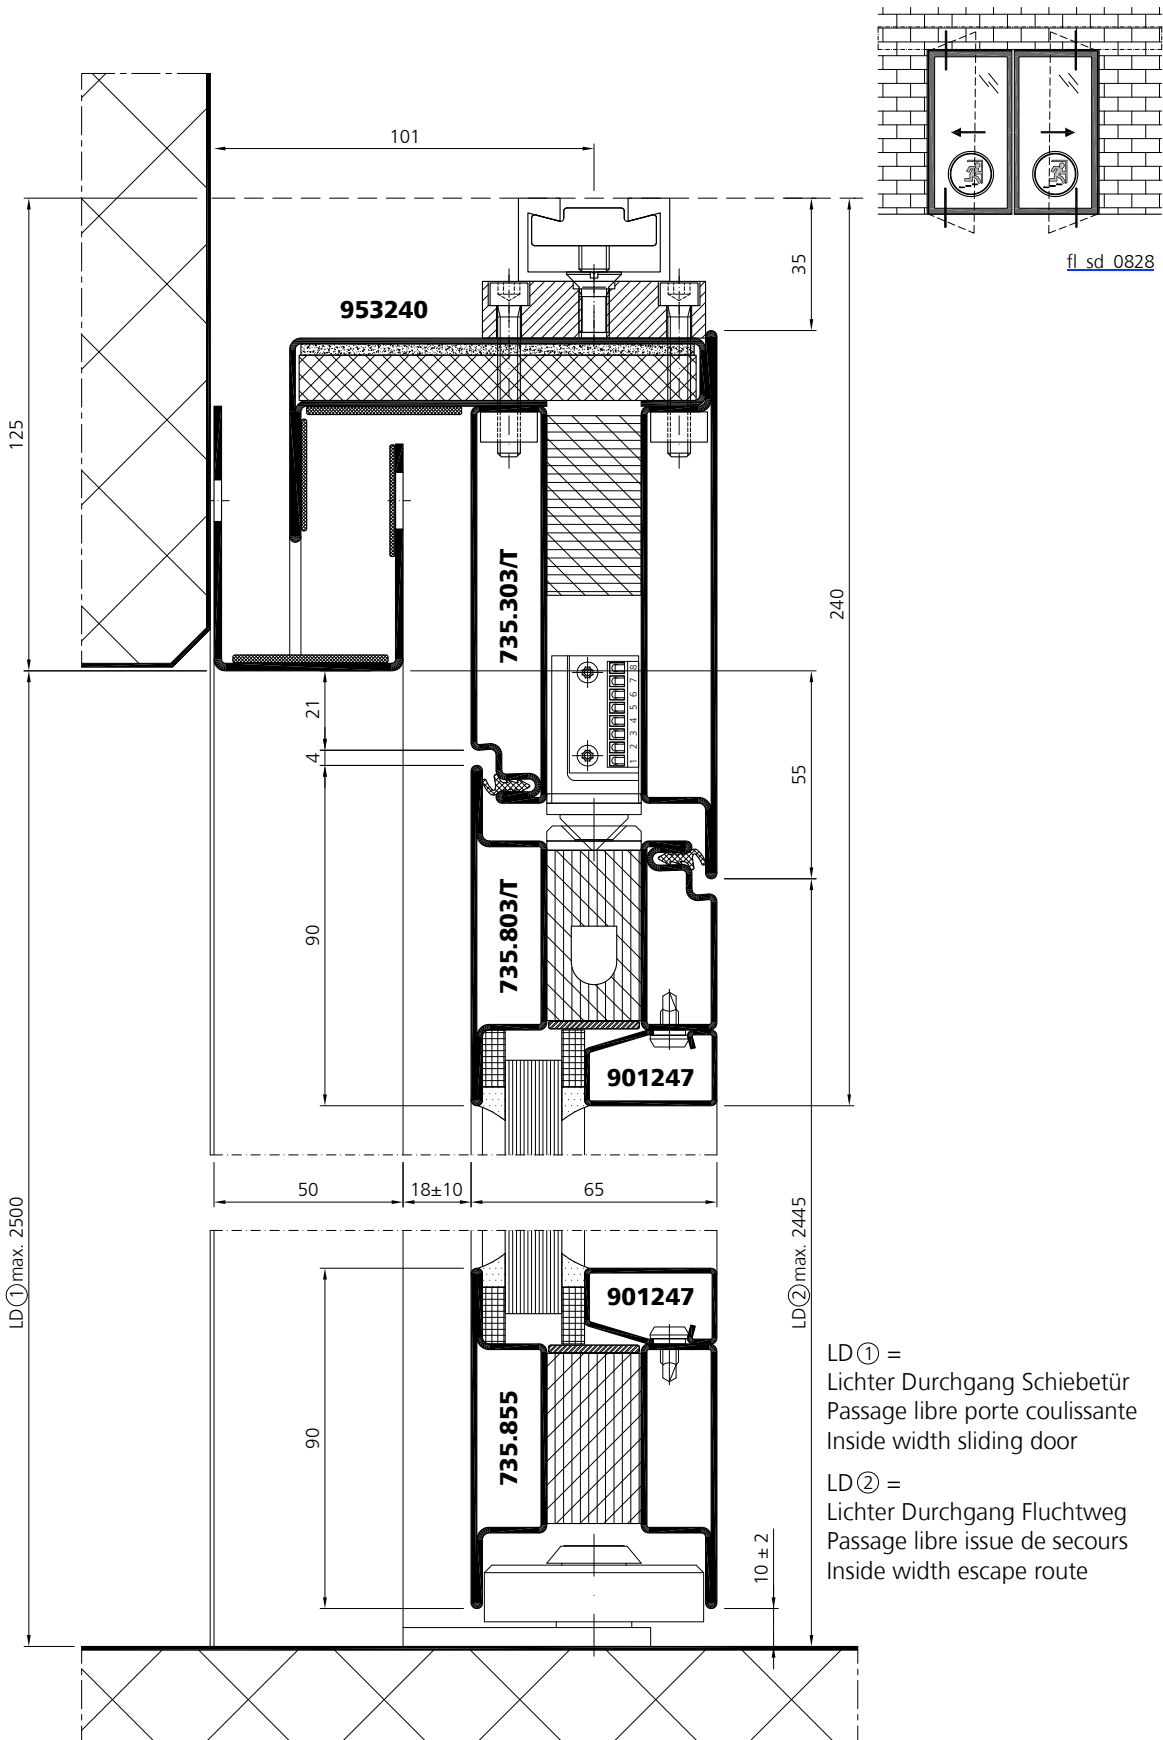 101
fl_sd_0828
35
953240
125
735.303/T
240
8
7
6
5
4
3
2
1
21
4
55
90
735.803/T
901247
50
18±10
65
LD①max. 2500
LD②max. 2445
901247
90
735.855
10 ± 2
LD① =
Lichter Durchgang Schiebetür
Passage libre porte coulissante
Inside width sliding door
LD② =
Lichter Durchgang Fluchtweg
Passage libre issue de secours
Inside width escape route